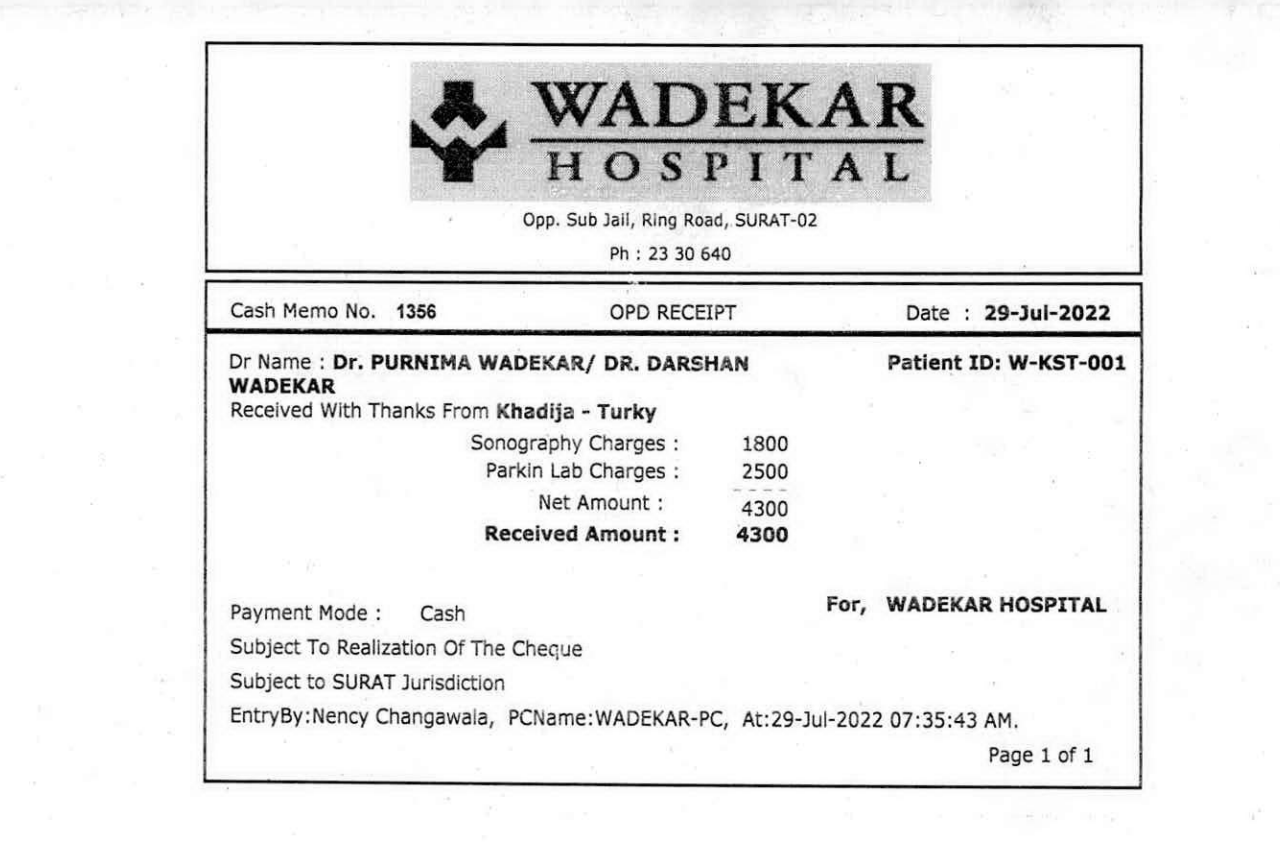 WADEKAR
HOSPITAL
Opp. Sub Jail, Ring Road, SURAT-02
Ph : 23 30 640
Cash Memo No. 1356 OPD RECEIPT Date : 29-Jul-2022
Dr Name : Dr. PURNIMA WADEKAR/ DR. DARSHAN Patient ID: W-KST-001
WADEKAR
Received With Thanks From Khadija - Turky
Sonography Charges : 1800
Parkin Lab Charges : 2500
Net Amount : 4300
Received Amount : 4300
For, WADEKAR HOSPITAL
Payment Mode : Cash
Subject To Realization Of The Cheque
Subject to SURAT Jurisdiction
EntryBy:Nency Changawala, PCName:WADEKAR-PC, At:29-Jul-2022 07:35:43 AM.
Page 1 of 1